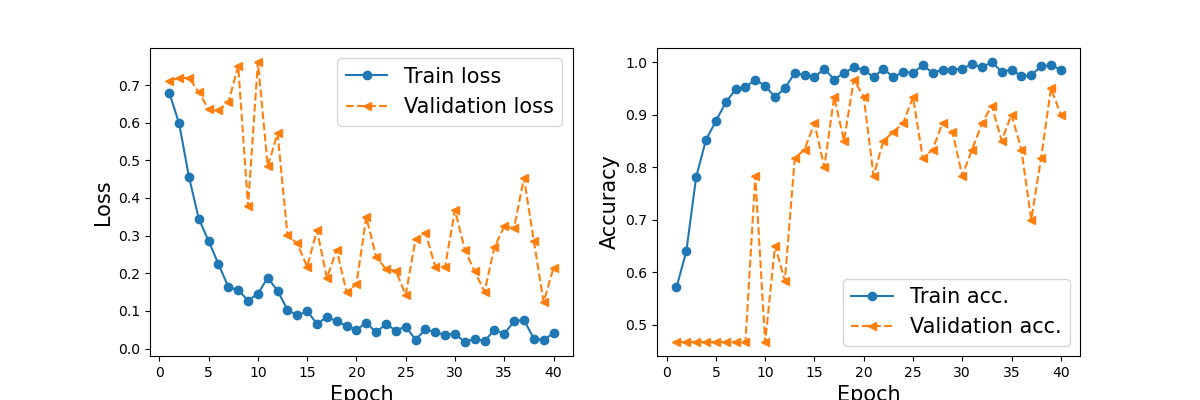 Loss
0.7
0.6
0.5
0.4
0.3
0.2
0.1
0.0
0 5 10 15 20 25 30 35 40
Epoch
Train loss
Validation loss
Accuracy
1.0
0.9
0.8
0.7
0.6
0.5
0 5 10 15 20 25 30 35 40
Epoch
Train acc.
Validation acc.